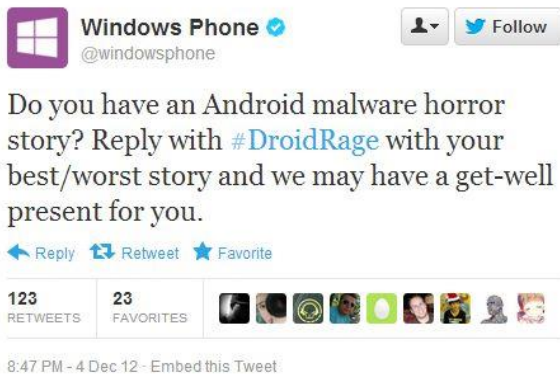 Windows Phone
@windowsphone
Follow
Do you have an Android malware horror
story? Reply with #DroidRage with your
best/worst story and we may have a get-well
present for you.
Reply Retweet Favorite
123 23
RETWEETS FAVORITES
8:47 PM - 4 Dec 12 · Embed this Tweet